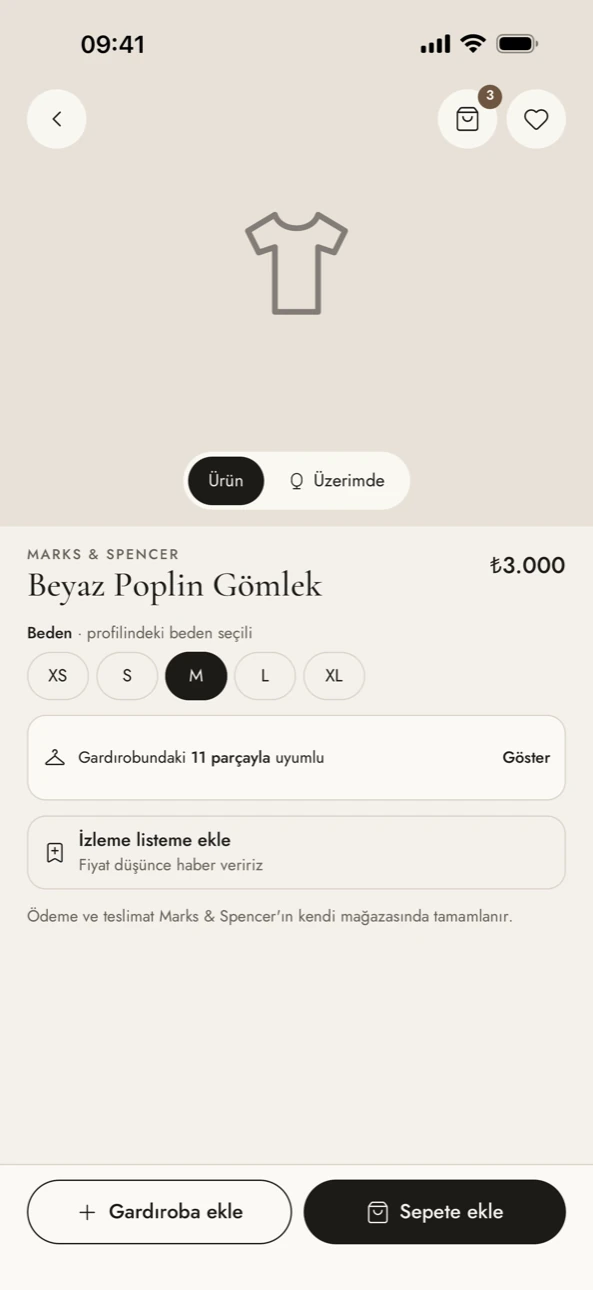 09:41
3
Ürün
Üzerimde
MARKS & SPENCER
Beyaz Poplin Gömlek
₺3.000
Beden · profilindeki beden seçili
XS S M L XL
Gardırobundaki 11 parçayla uyumlu
Göster
İzleme listeme ekle
Fiyat düşünce haber veririz
Ödeme ve teslimat Marks & Spencer'ın kendi mağazasında tamamlanır.
Gardıroba ekle
Sepete ekle